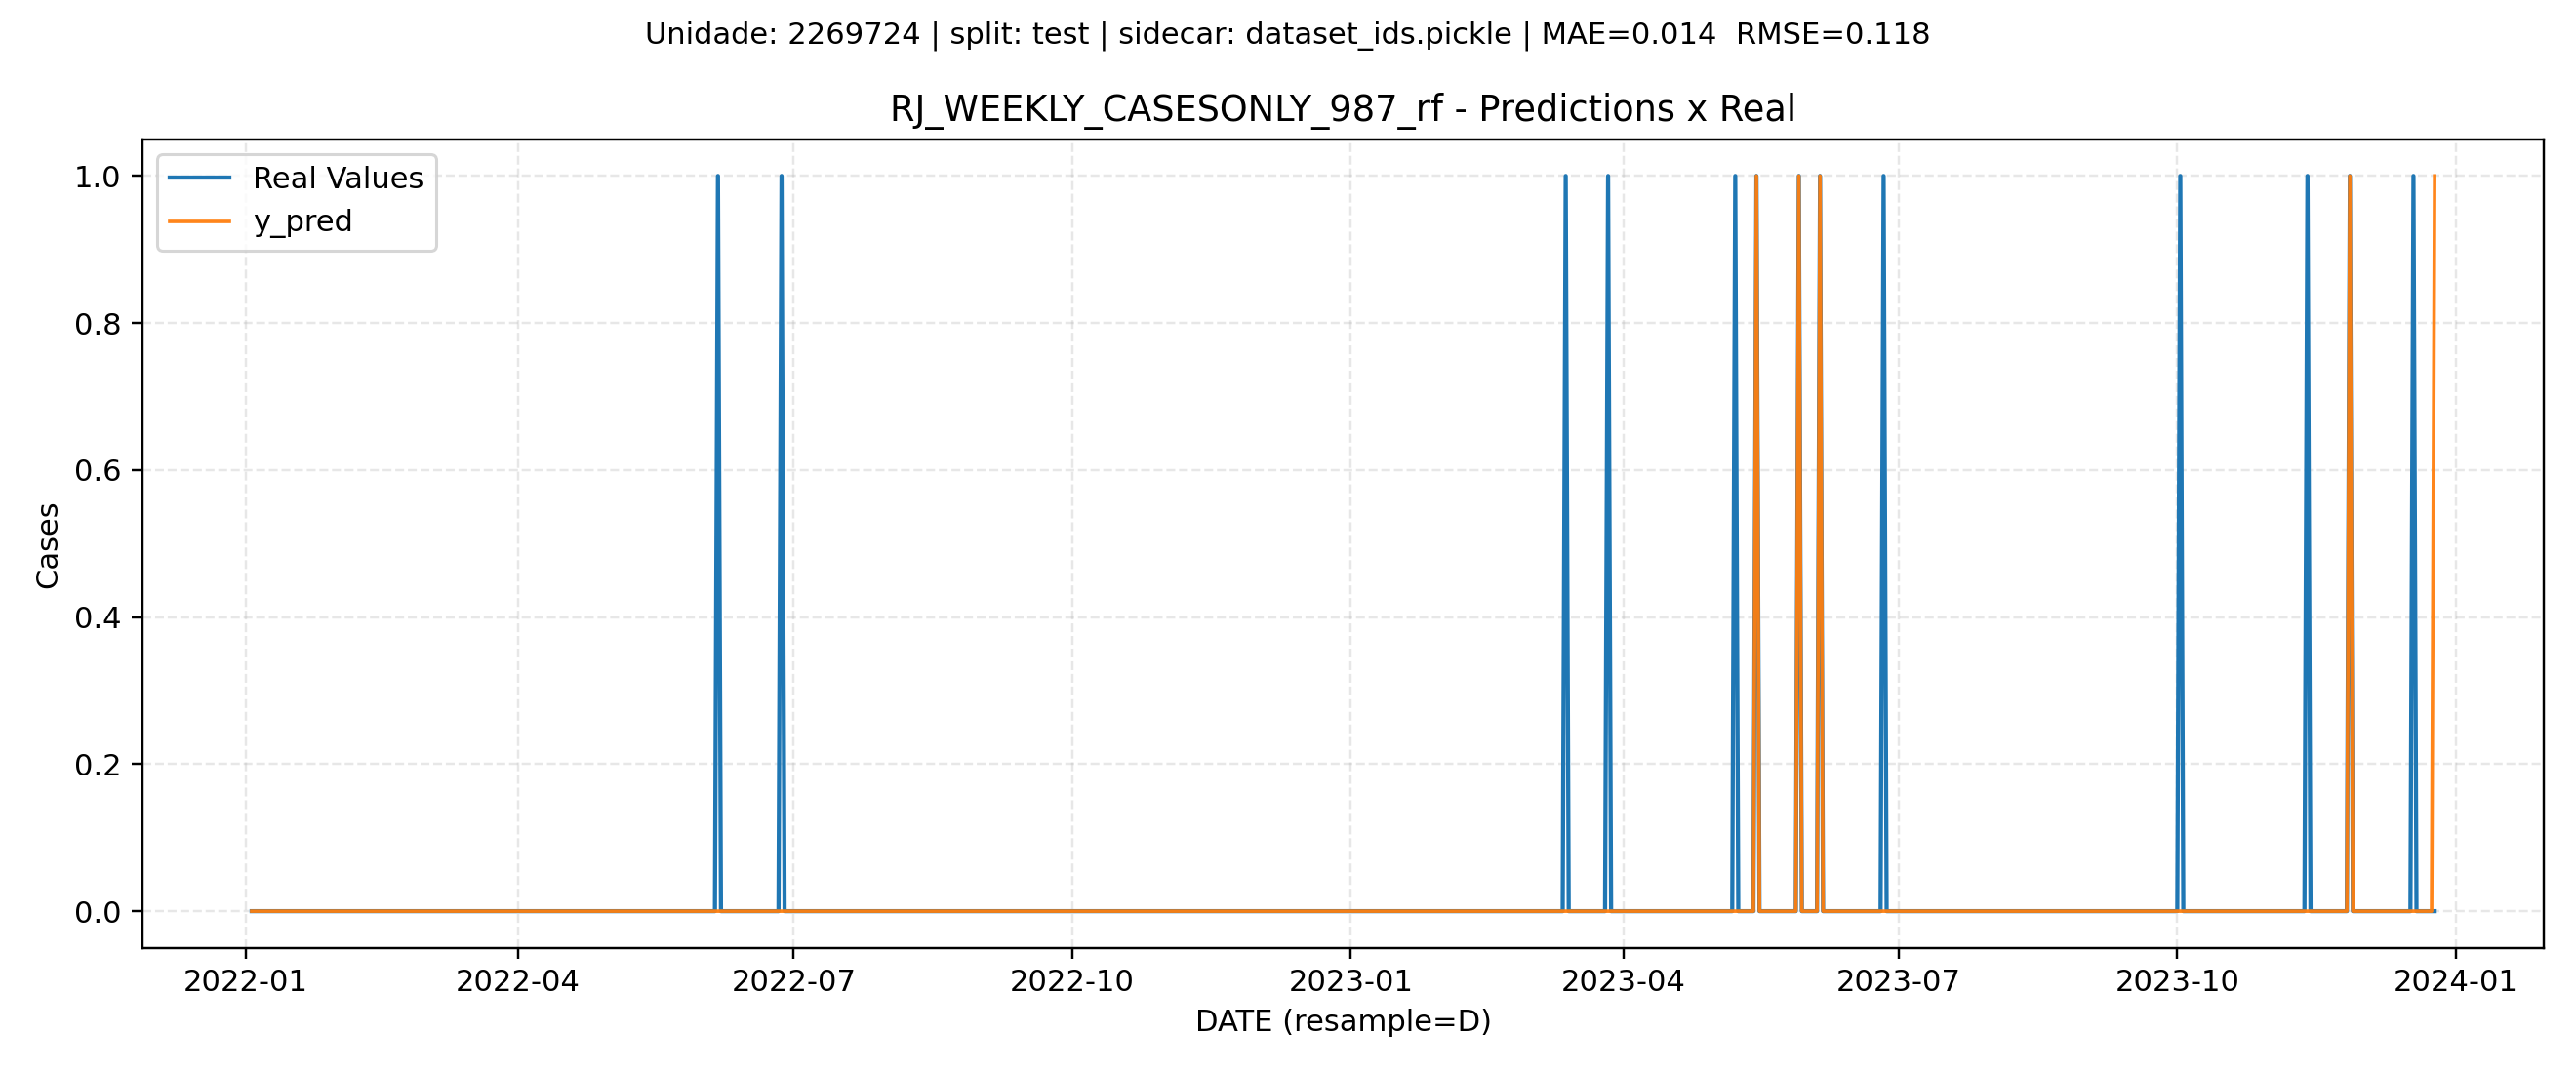 Unidade: 2269724 | split: test | sidecar: dataset_ids.pickle | MAE=0.014  RMSE=0.118
RJ_WEEKLY_CASESONLY_987_rf - Predictions x Real
Real Values
y_pred
1.0
0.8
0.6
0.4
0.2
0.0
Cases
2022-01
2022-04
2022-07
2022-10
2023-01
2023-04
2023-07
2023-10
2024-01
DATE (resample=D)